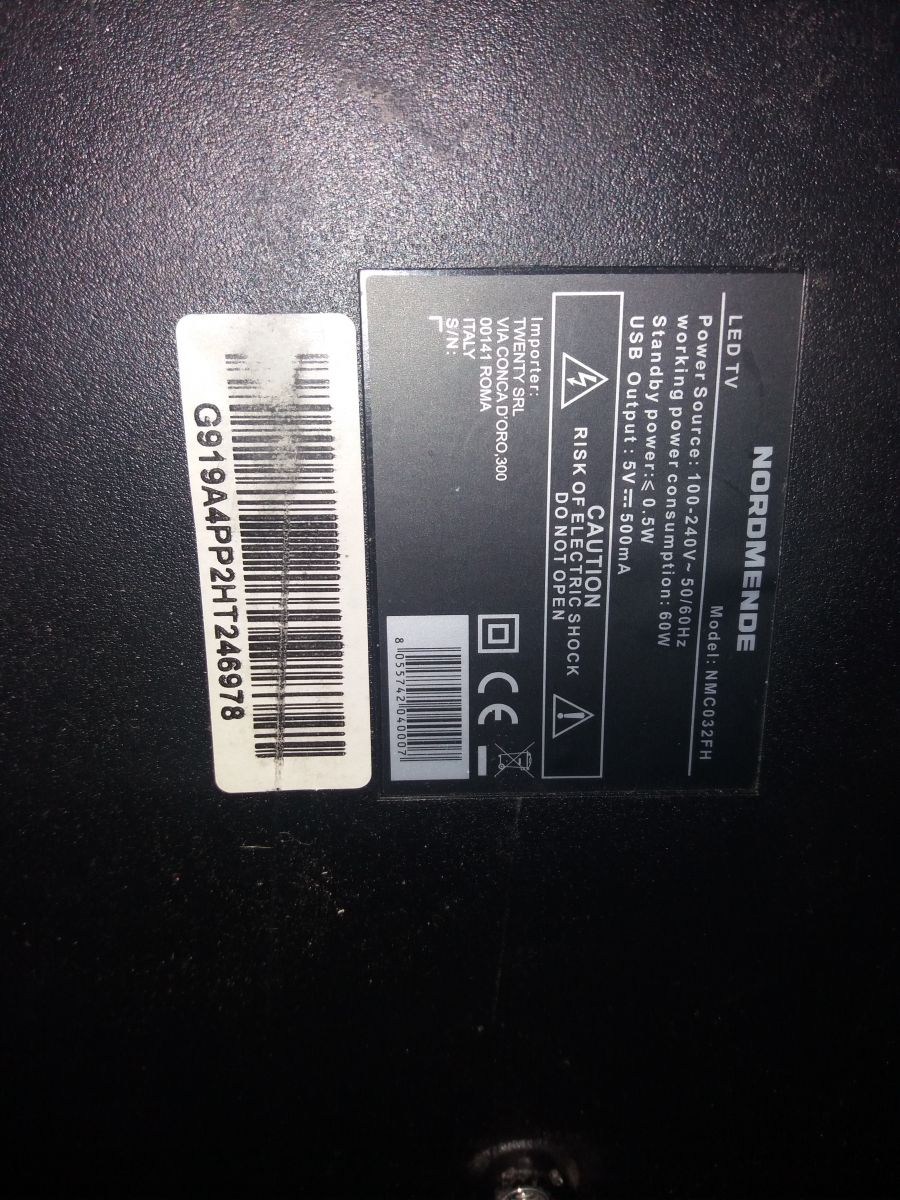 NORDMENDE
LED TV
Model: NMC032FH
Power Source: 100-240V~ 50/60Hz
working power consumption: 60W
Standby power:≤ 0.5W
USB Output : 5V⎓ 500mA
CAUTION
RISK OF ELECTRIC SHOCK
DO NOT OPEN
Importer:
TWENTY SRL
VIA CONCA D'ORO,300
00141 ROMA
ITALY
S/N:
CE
8 055742 040007
G919A4PP2HT246978